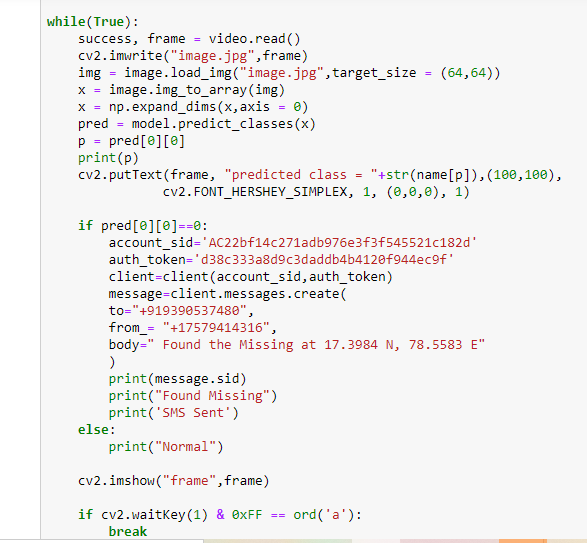 while(True):
    success, frame = video.read()
    cv2.imwrite("image.jpg",frame)
    img = image.load_img("image.jpg",target_size = (64,64))
    x = image.img_to_array(img)
    x = np.expand_dims(x,axis = 0)
    pred = model.predict_classes(x)
    p = pred[0][0]
    print(p)
    cv2.putText(frame, "predicted class = "+str(name[p]),(100,100),
               cv2.FONT_HERSHEY_SIMPLEX, 1, (0,0,0), 1)

    if pred[0][0]==0:
        account_sid='AC22bf14c271adb976e3f3f545521c182d'
        auth_token='d38c333a8d9c3daddb4b4120f944ec9f'
        client=client(account_sid,auth_token)
        message=client.messages.create(
        to="+919390537480",
        from_= "+17579414316",
        body=" Found the Missing at 17.3984 N, 78.5583 E"
        )
        print(message.sid)
        print("Found Missing")
        print('SMS Sent')
    else:
        print("Normal")

    cv2.imshow("frame",frame)

    if cv2.waitKey(1) & 0xFF == ord('a'):
        break